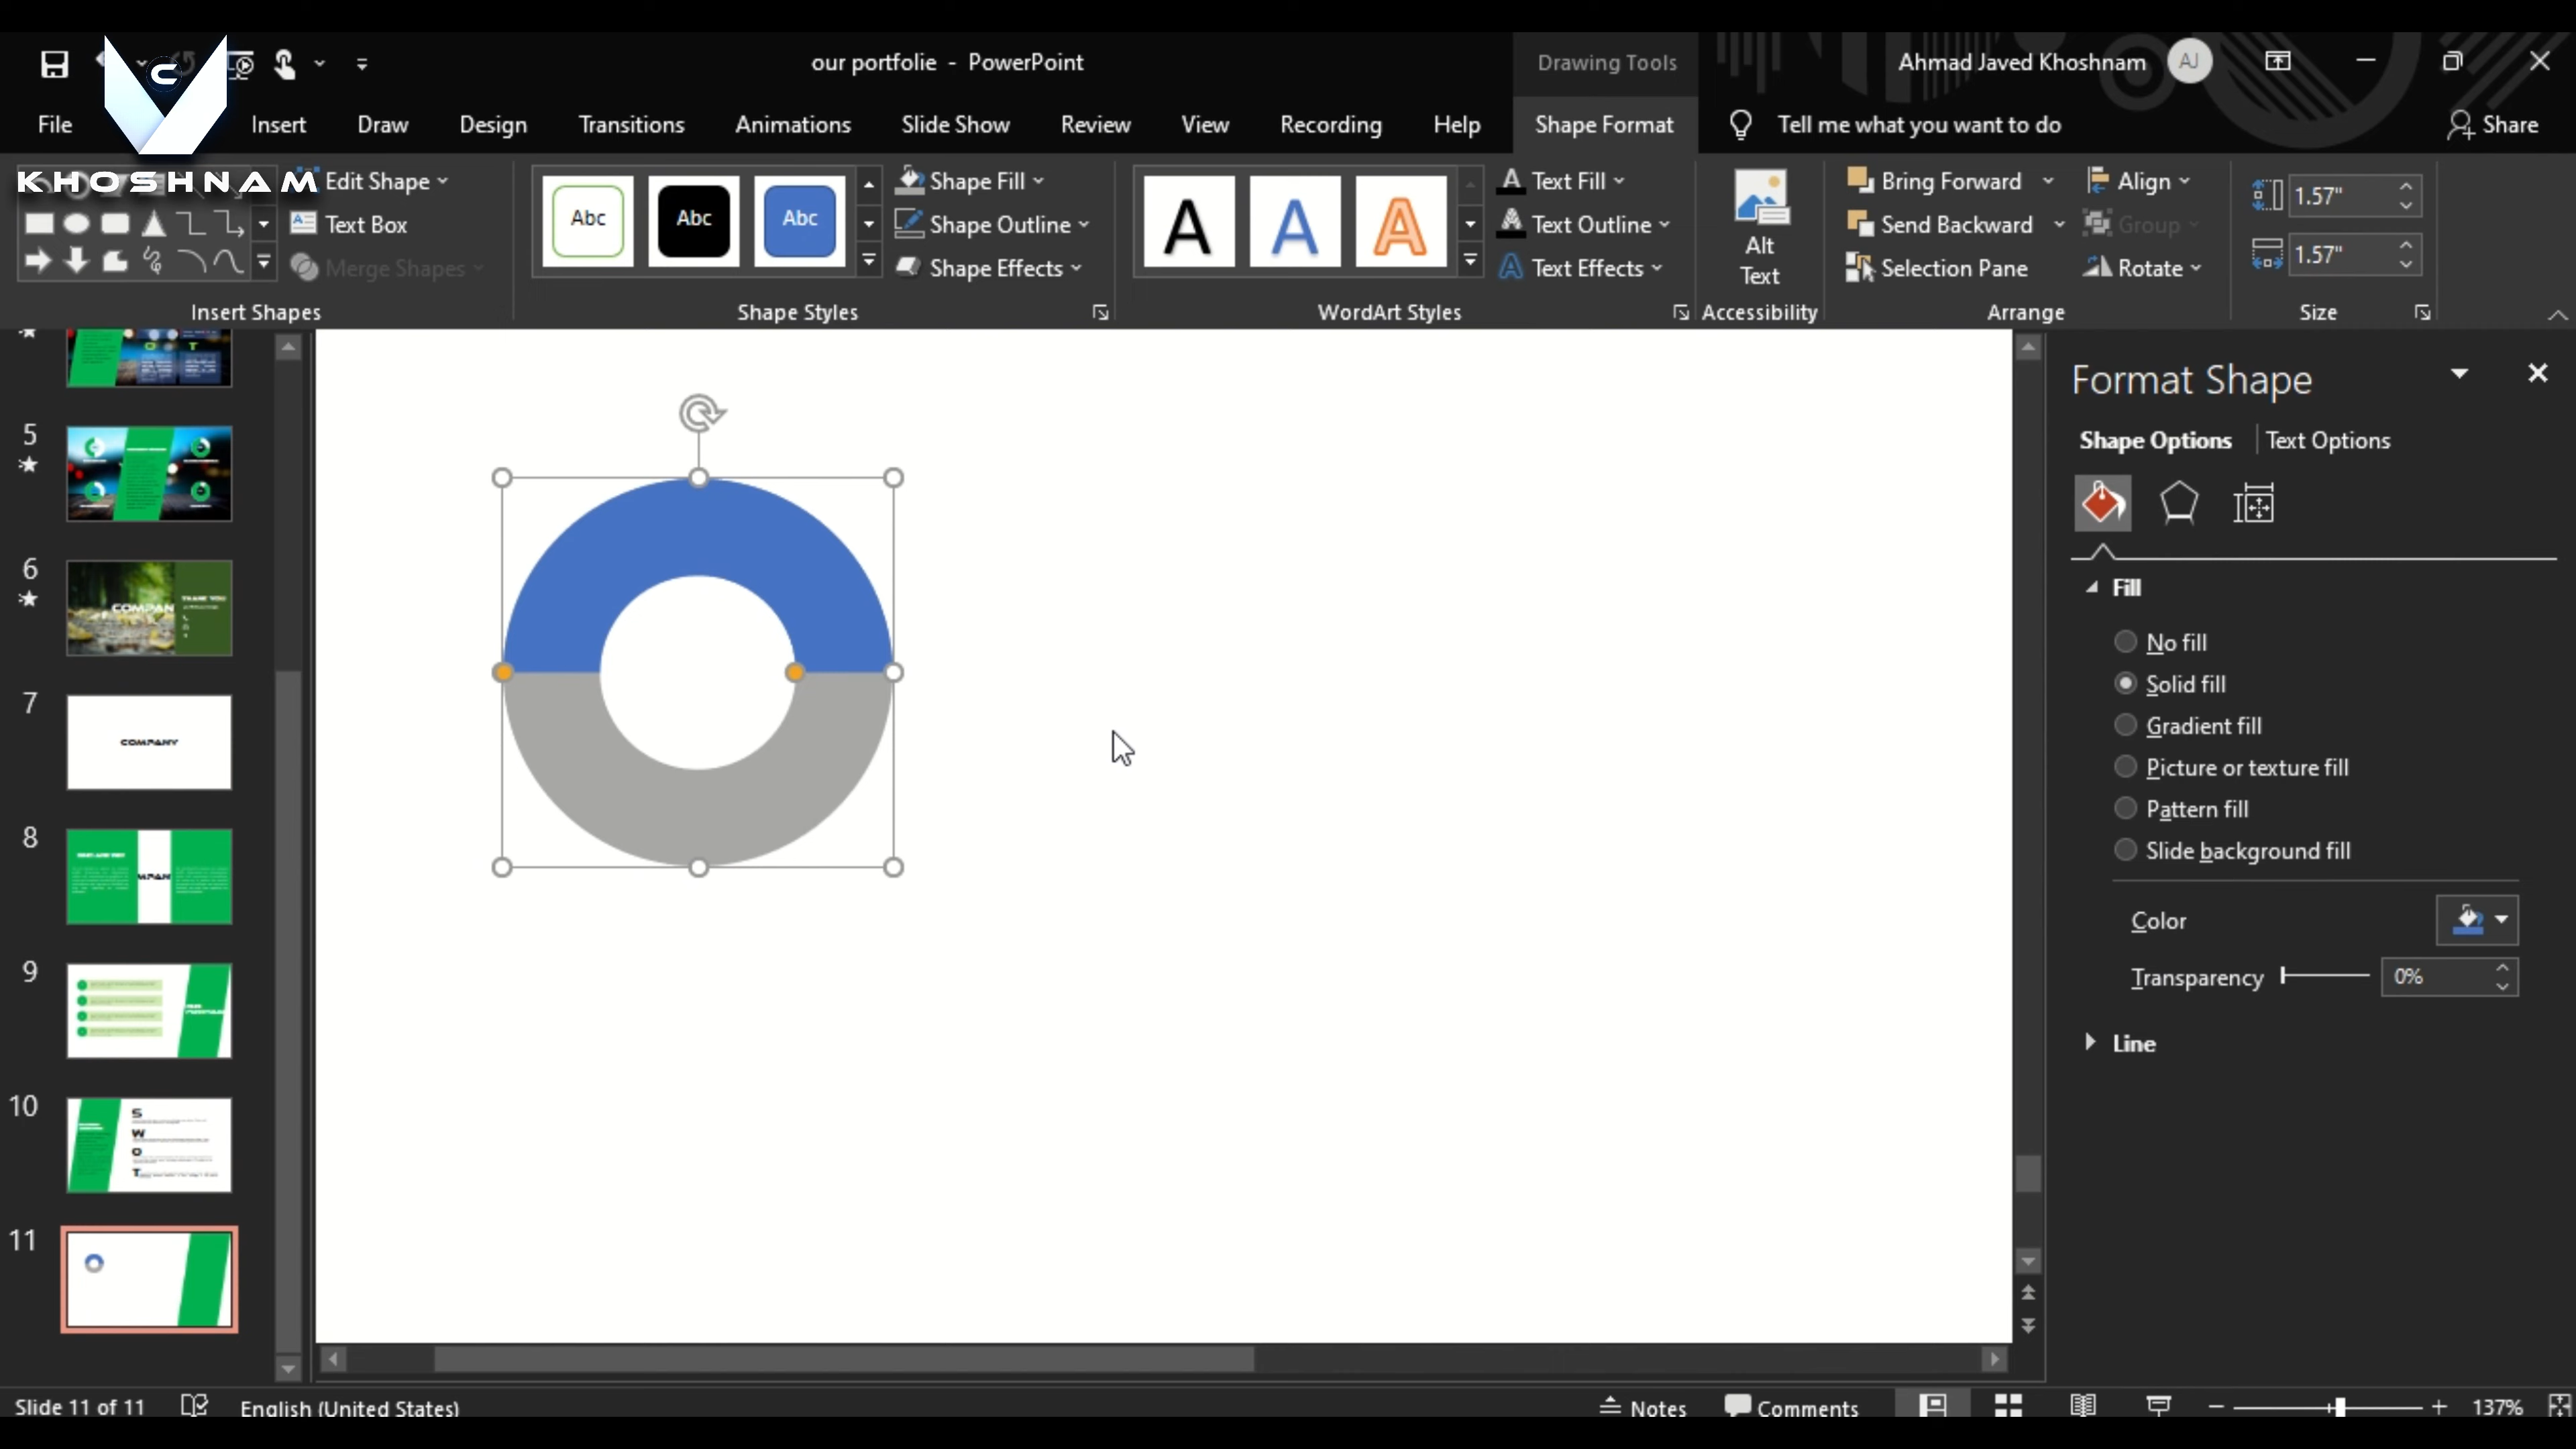 our portfolie - PowerPoint
Drawing Tools
Ahmad Javed Khoshnam
AJ
C
KHOSHNAM
File
Insert
Draw
Design
Transitions
Animations
Slide Show
Review
View
Recording
Help
Shape Format
Tell me what you want to do
Share
Edit Shape
Text Box
Merge Shapes
Insert Shapes
Abc
Abc
Abc
Shape Fill
Shape Outline
Shape Effects
Shape Styles
A
A
A
Text Fill
Text Outline
Text Effects
WordArt Styles
Alt
Text
Accessibility
Bring Forward
Send Backward
Selection Pane
Align
Group
Rotate
Arrange
1.57"
1.57"
Size
5
6
COMPAN
THANK YOU
7
COMPANY
8
MPAN
9
10
S
W
O
T
11
Format Shape
Shape Options
Text Options
Fill
No fill
Solid fill
Gradient fill
Picture or texture fill
Pattern fill
Slide background fill
Color
Transparency
0%
Line
Slide 11 of 11
English (United States)
Notes
Comments
137%